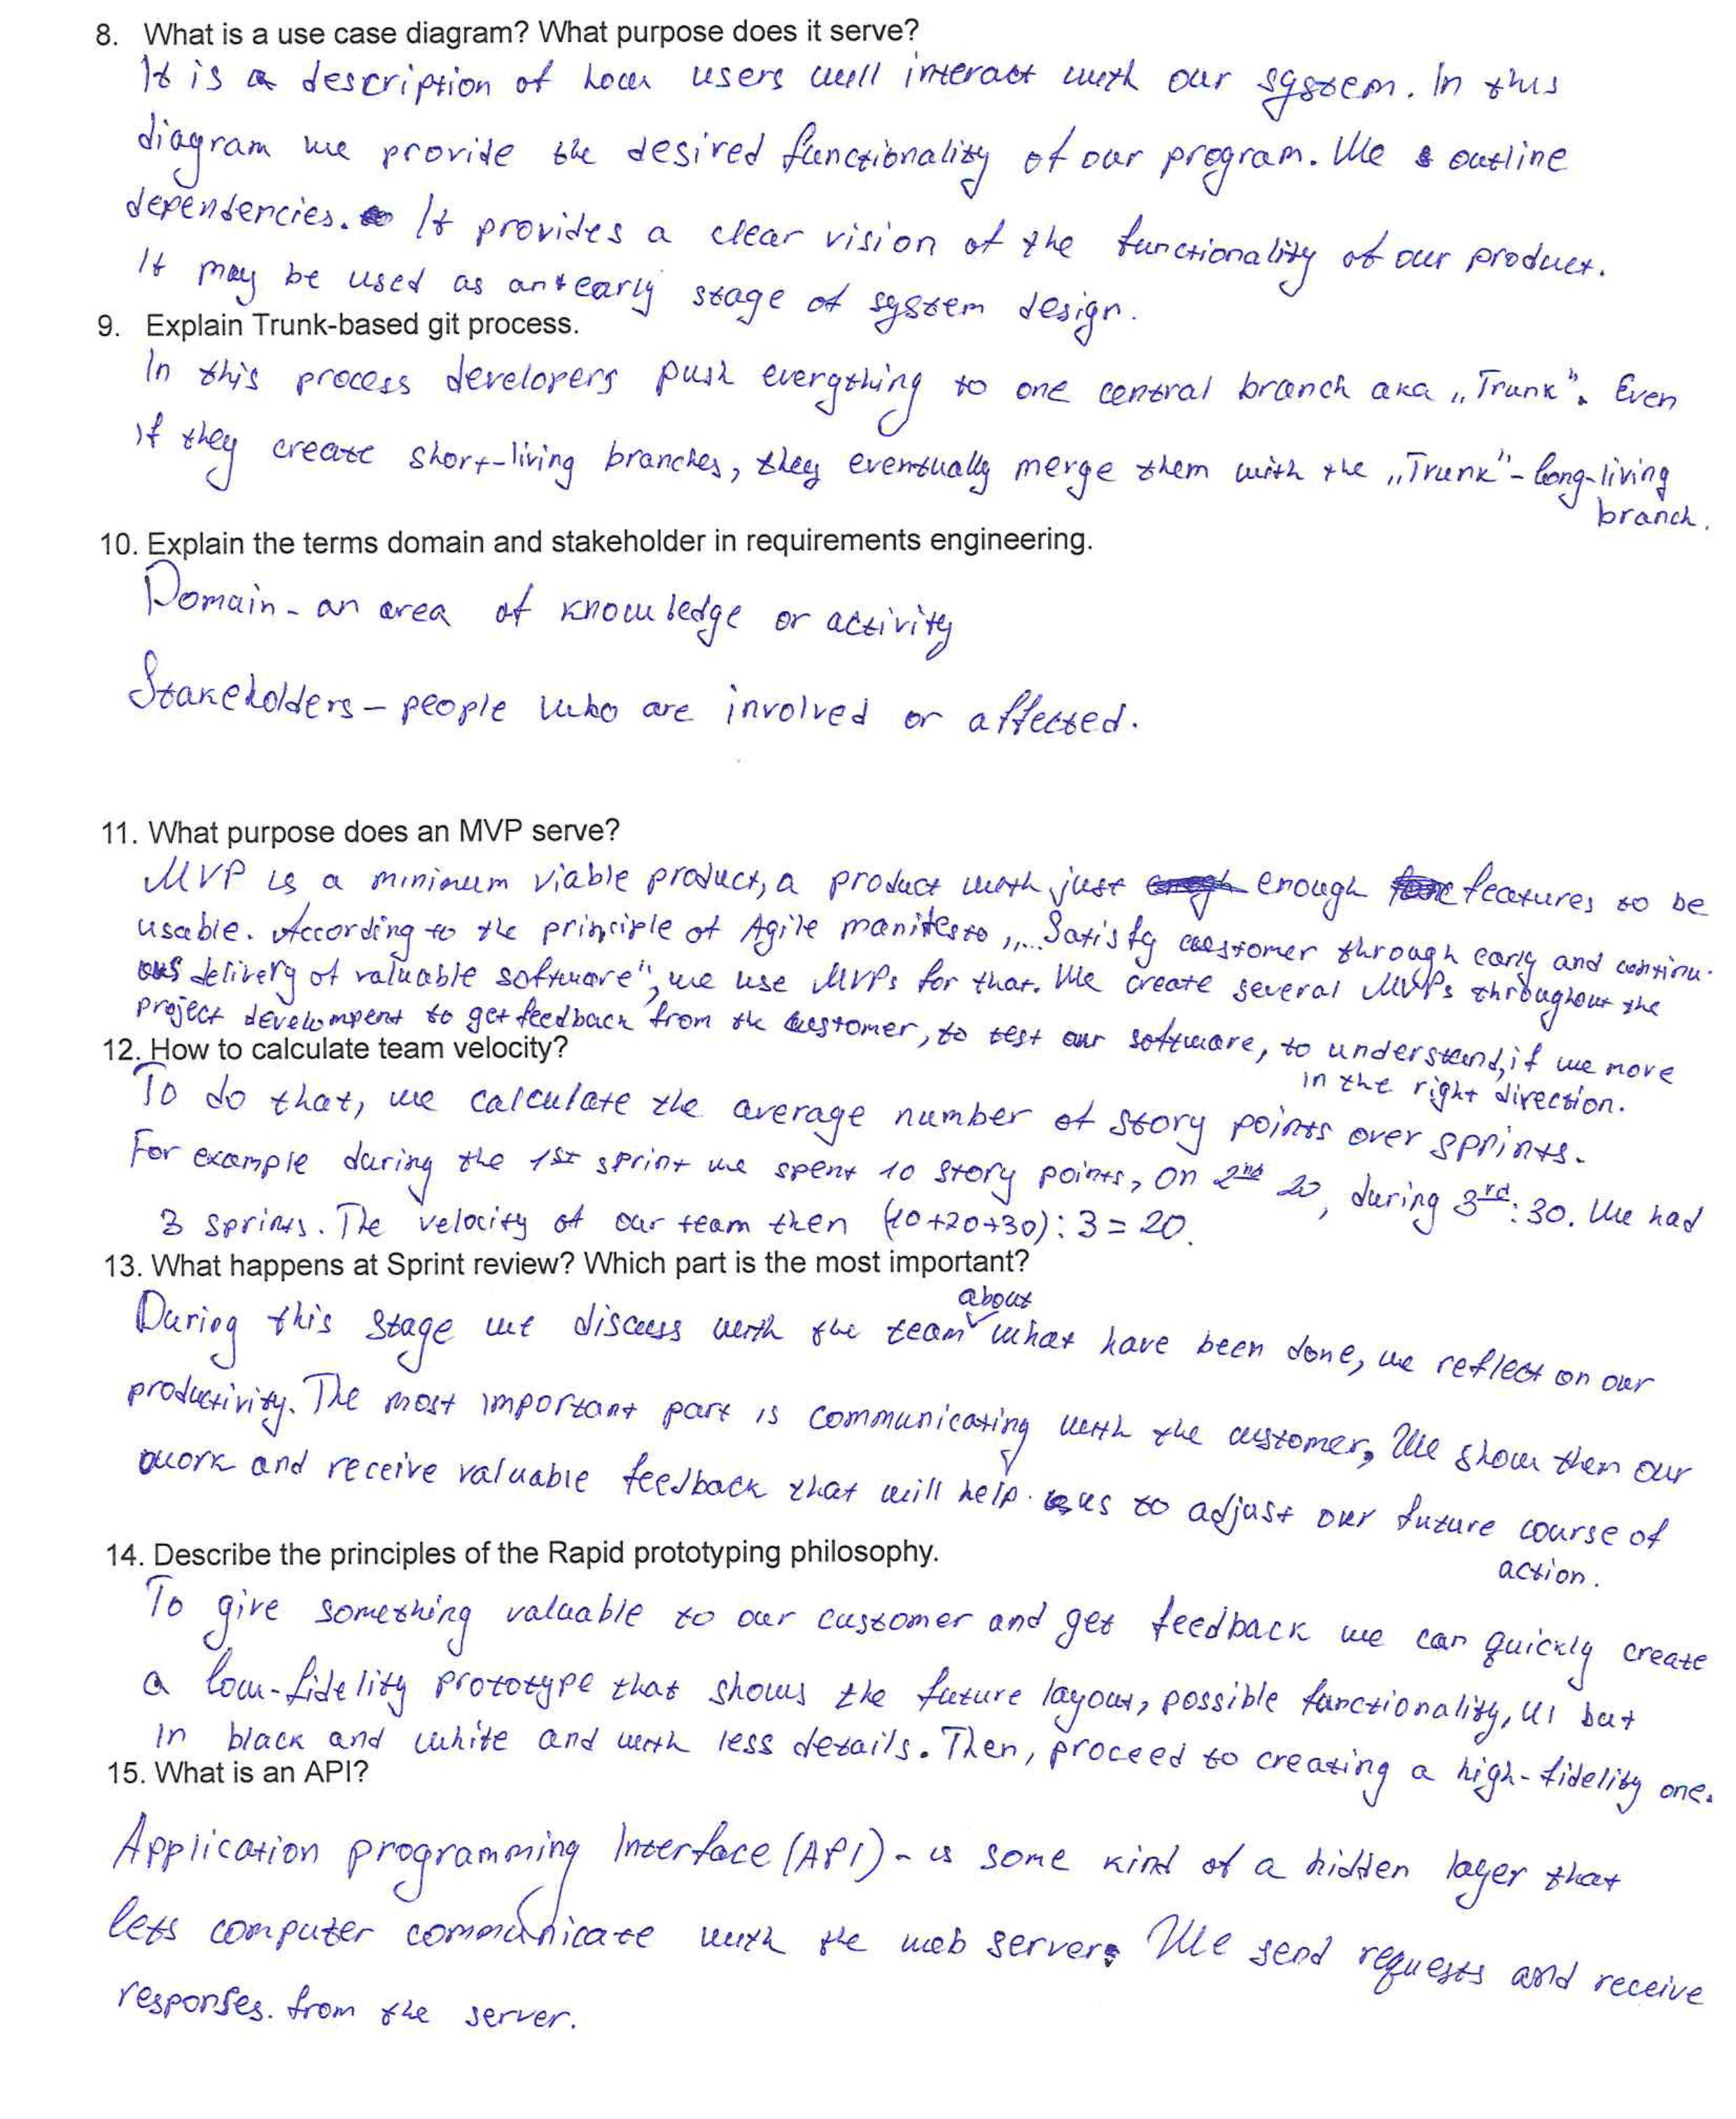 8. What is a use case diagram? What purpose does it serve?
It is a description of how users will interact with our system. In this
diagram we provide the desired functionality of our program. We outline
dependencies. It provides a clear vision of the functionality of our product.
It may be used as an early stage of system design.
9. Explain Trunk-based git process.
In this process developers push everything to one central branch aka „Trunk". Even
if they create short-living branches, they eventually merge them with the „Trunk" - long-living
branch.
10. Explain the terms domain and stakeholder in requirements engineering.
Domain - an area of knowledge or activity
Stakeholders - people who are involved or affected.
11. What purpose does an MVP serve?
MVP is a minimum viable product, a product with just enough features to be
usable. According to the principle of Agile manifesto „...Satisfy customer through early and continu-
ous delivery of valuable software", we use MVPs for that. We create several MVPs throughout the
project develompent to get feedback from the customer, to test our software, to understand, if we move
in the right direction.
12. How to calculate team velocity?
To do that, we calculate the average number of story points over sprints.
For example during the 1st sprint we spent 10 story points, on 2nd 20, during 3rd: 30. We had
3 sprints. The velocity of our team then (10+20+30) : 3 = 20.
13. What happens at Sprint review? Which part is the most important?
During this stage we discuss with the team about what have been done, we reflect on our
productivity. The most important part is communicating with the customer, We show them our
work and receive valuable feedback that will help us to adjust our future course of
action.
14. Describe the principles of the Rapid prototyping philosophy.
To give something valuable to our customer and get feedback we can quickly create
a low-fidelity prototype that shows the future layout, possible functionality, UI but
in black and white and with less details. Then, proceed to creating a high-fidelity one.
15. What is an API?
Application programming Interface (API) - is some kind of a hidden layer that
lets computer communicate with the web server. We send requests and receive
responses. from the server.